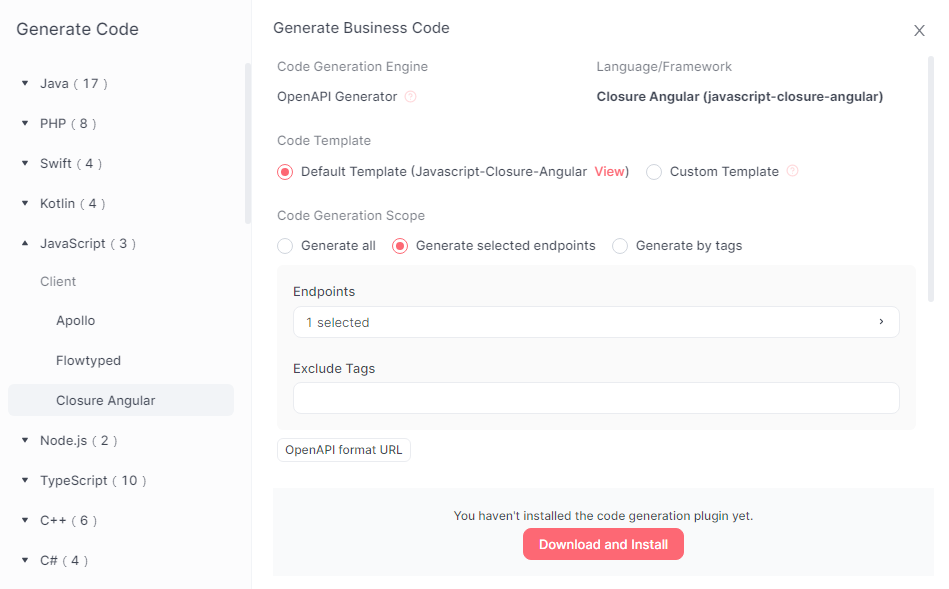 Generate Code
Java ( 17 )
PHP ( 8 )
Swift ( 4 )
Kotlin ( 4 )
JavaScript ( 3 )
Client
Apollo
Flowtyped
Closure Angular
Node.js ( 2 )
TypeScript ( 10 )
C++ ( 6 )
C# ( 4 )
Generate Business Code
Code Generation Engine
Language/Framework
OpenAPI Generator
Closure Angular (javascript-closure-angular)
Code Template
Default Template (Javascript-Closure-Angular View)
Custom Template
Code Generation Scope
Generate all
Generate selected endpoints
Generate by tags
Endpoints
1 selected
Exclude Tags
OpenAPI format URL
You haven't installed the code generation plugin yet.
Download and Install